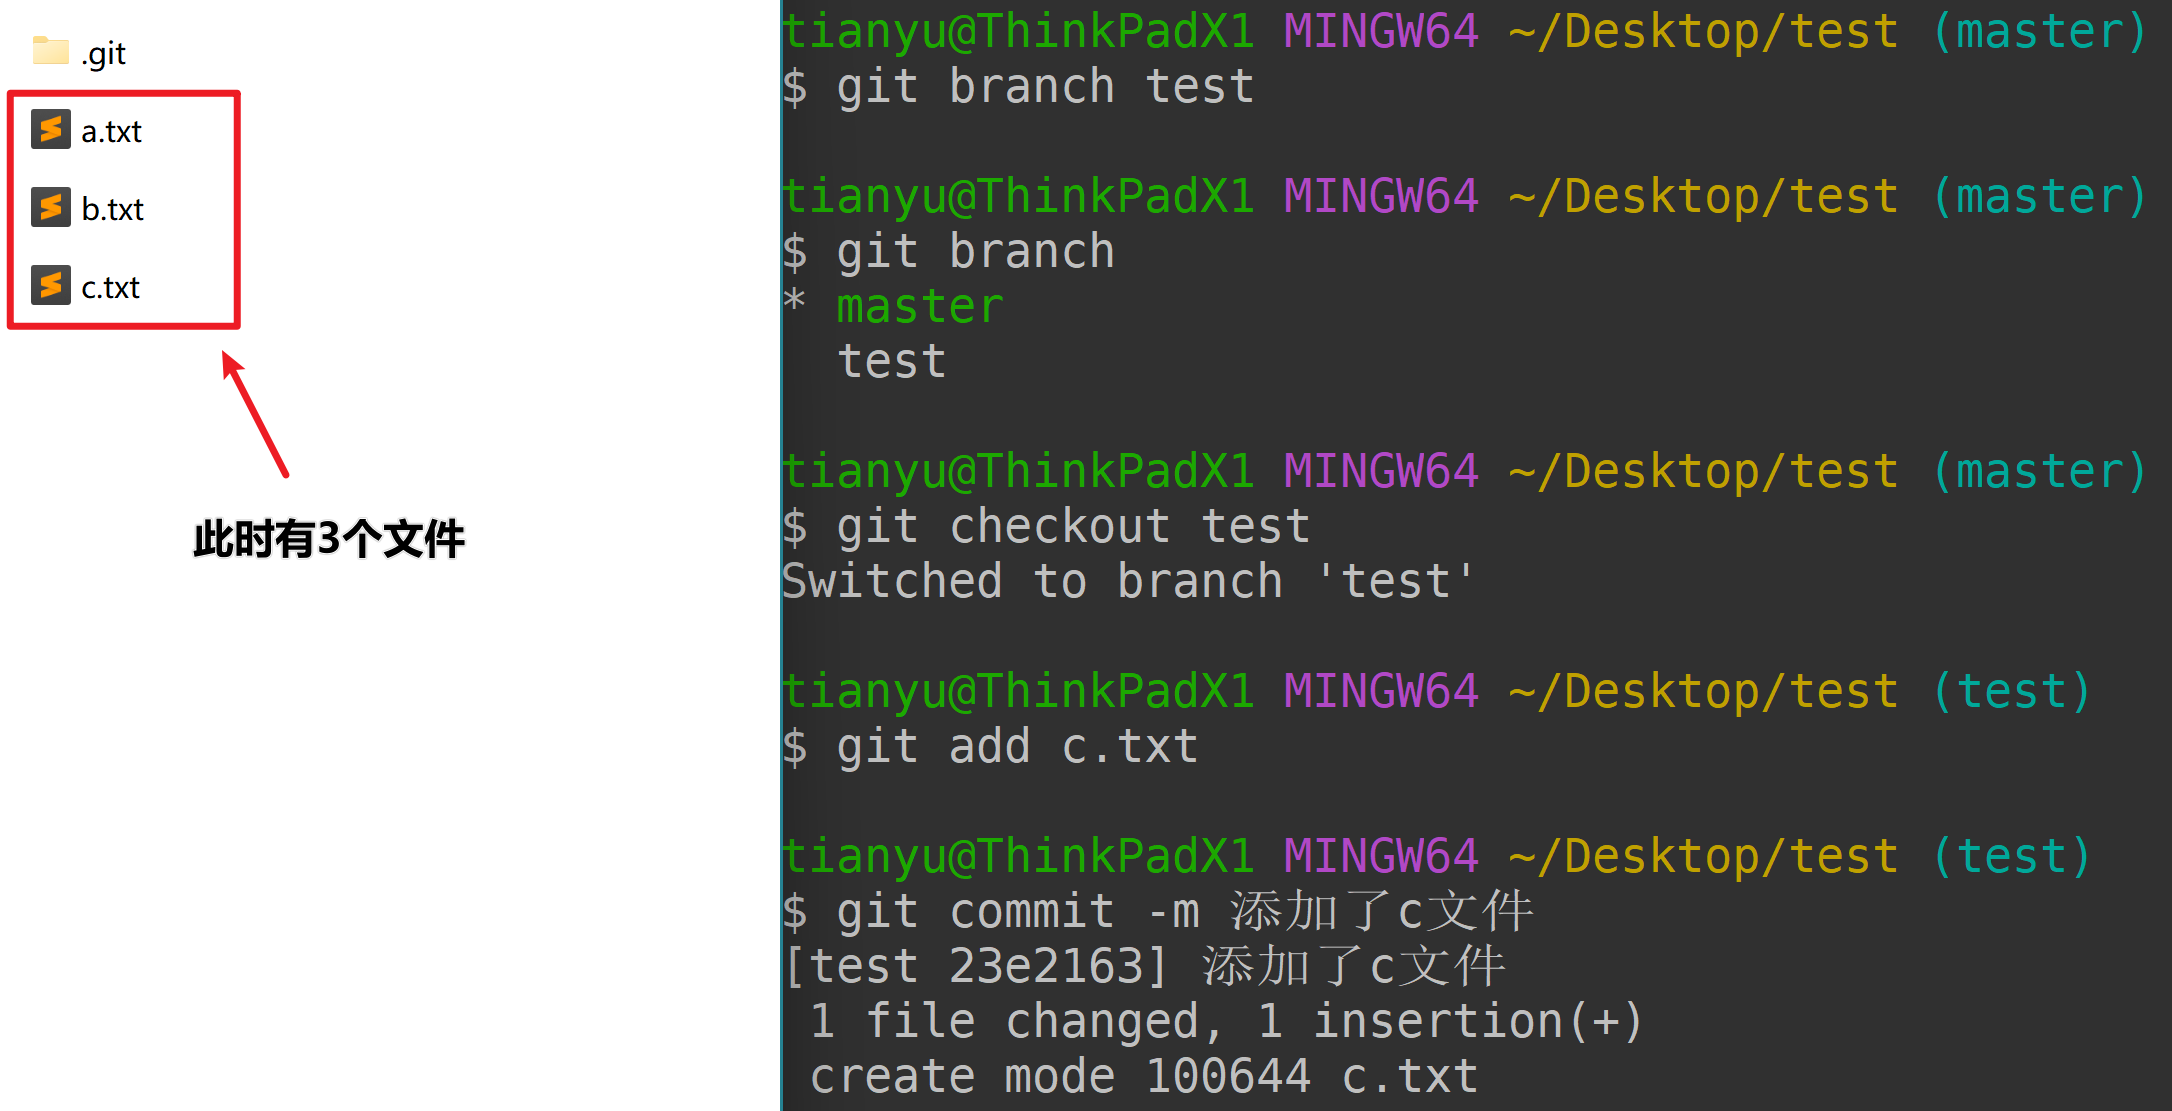 .git
a.txt
b.txt
c.txt
此时有3个文件
tianyu@ThinkPadX1 MINGW64 ~/Desktop/test (master)
$ git branch test
tianyu@ThinkPadX1 MINGW64 ~/Desktop/test (master)
$ git branch
* master
  test
tianyu@ThinkPadX1 MINGW64 ~/Desktop/test (master)
$ git checkout test
Switched to branch 'test'
tianyu@ThinkPadX1 MINGW64 ~/Desktop/test (test)
$ git add c.txt
tianyu@ThinkPadX1 MINGW64 ~/Desktop/test (test)
$ git commit -m 添加了c文件
[test 23e2163] 添加了c文件
 1 file changed, 1 insertion(+)
 create mode 100644 c.txt